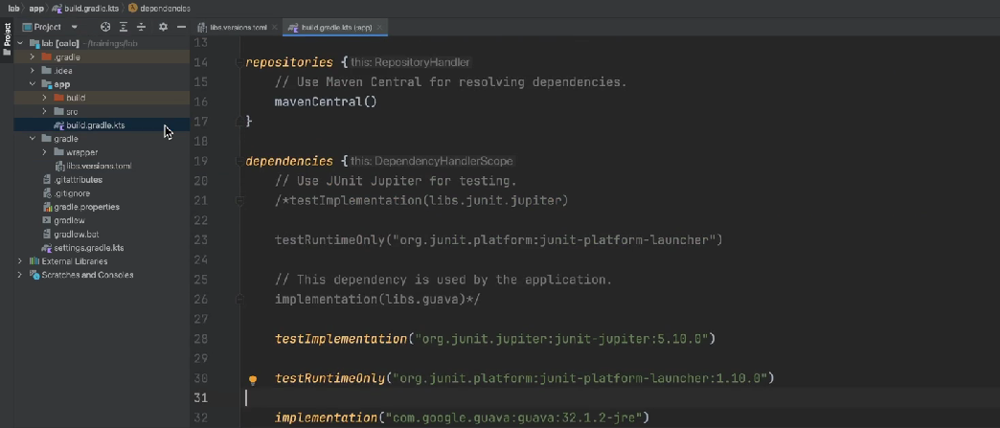 lab › app › build.gradle.kts › dependencies
Project
libs.versions.toml
build.gradle.kts (:app)
Project
lab [calc] ~/trainings/lab
.gradle
.idea
app
build
src
build.gradle.kts
gradle
wrapper
libs.versions.toml
.gitattributes
.gitignore
gradle.properties
gradlew
gradlew.bat
settings.gradle.kts
External Libraries
Scratches and Consoles
13
14 repositories { this: RepositoryHandler
15 // Use Maven Central for resolving dependencies.
16 mavenCentral()
17 }
18
19 dependencies { this: DependencyHandlerScope
20 // Use JUnit Jupiter for testing.
21 /*testImplementation(libs.junit.jupiter)
22
23 testRuntimeOnly("org.junit.platform:junit-platform-launcher")
24
25 // This dependency is used by the application.
26 implementation(libs.guava)*/
27
28 testImplementation("org.junit.jupiter:junit-jupiter:5.10.0")
29
30 testRuntimeOnly("org.junit.platform:junit-platform-launcher:1.10.0")
31
32 implementation("com.google.guava:guava:32.1.2-jre")